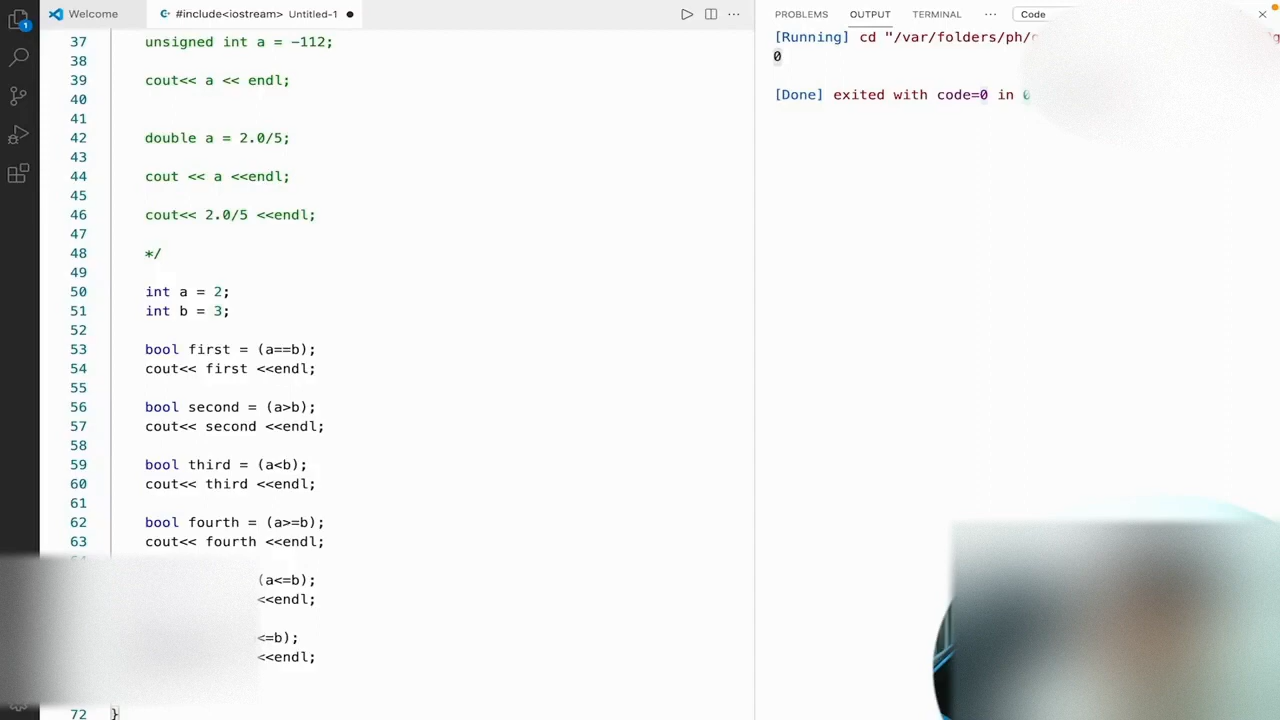 Welcome
#include<iostream> Untitled-1
PROBLEMS OUTPUT TERMINAL ... Code
1
37 unsigned int a = -112;
38
39 cout<< a << endl;
40
41
42 double a = 2.0/5;
43
44 cout << a <<endl;
45
46 cout<< 2.0/5 <<endl;
47
48 */
49
50 int a = 2;
51 int b = 3;
52
53 bool first = (a==b);
54 cout<< first <<endl;
55
56 bool second = (a>b);
57 cout<< second <<endl;
58
59 bool third = (a<b);
60 cout<< third <<endl;
61
62 bool fourth = (a>=b);
63 cout<< fourth <<endl;
(a<=b);
<<endl;
<=b);
<<endl;
72 }
[Running] cd "/var/folders/ph/
0
[Done] exited with code=0 in